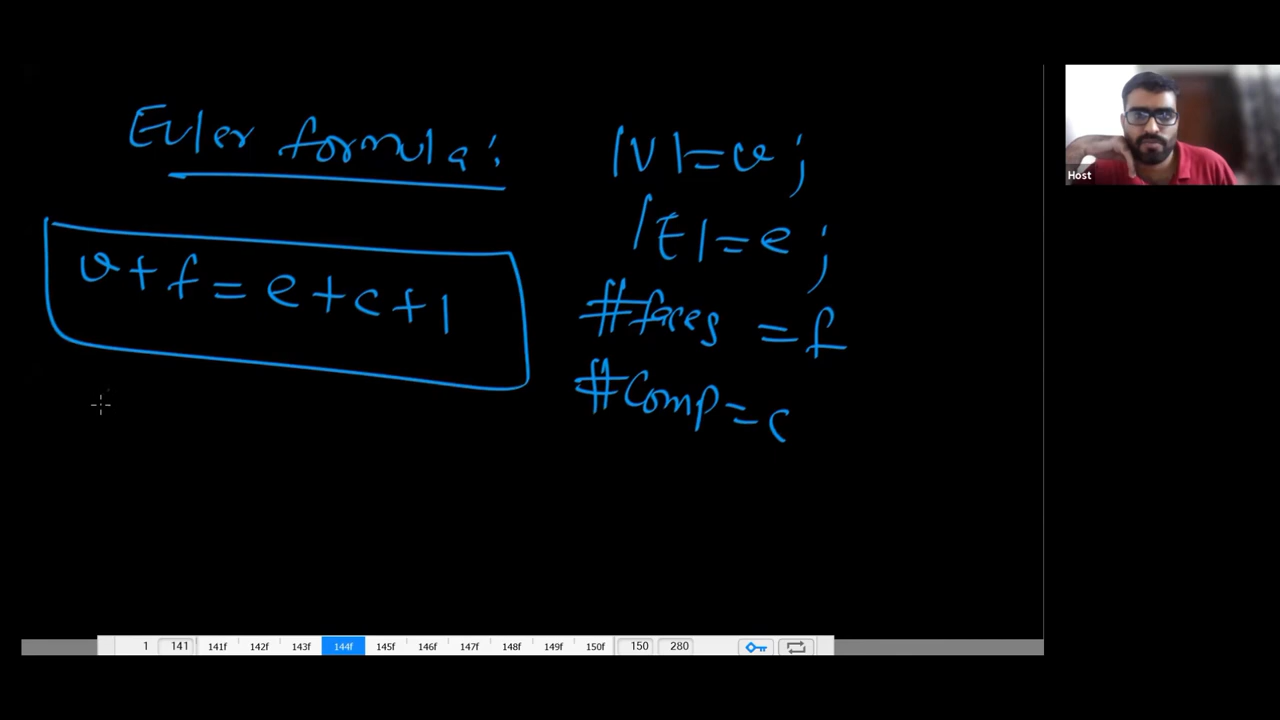 Euler formula:
v+f=e+c+1
|V|=v;
|E|=e;
#faces=f
#Comp=c
Host
1 141 141f 142f 143f 144f 145f 146f 147f 148f 149f 150f 150 280